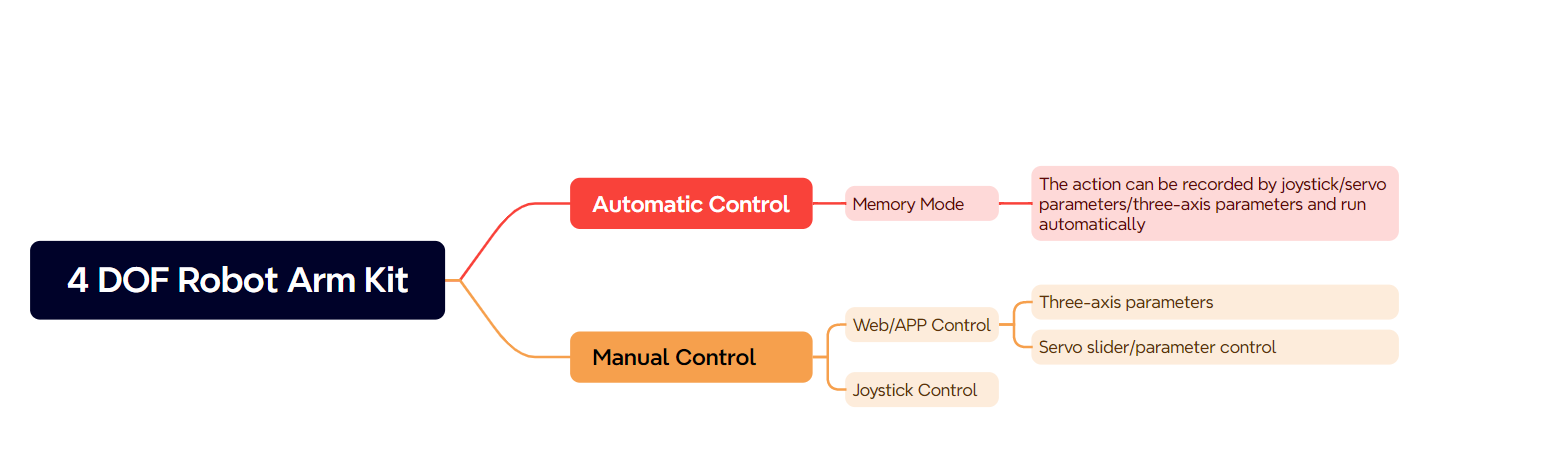 4 DOF Robot Arm Kit
Automatic Control
Memory Mode
The action can be recorded by joystick/servo
parameters/three-axis parameters and run
automatically
Manual Control
Web/APP Control
Three-axis parameters
Servo slider/parameter control
Joystick Control